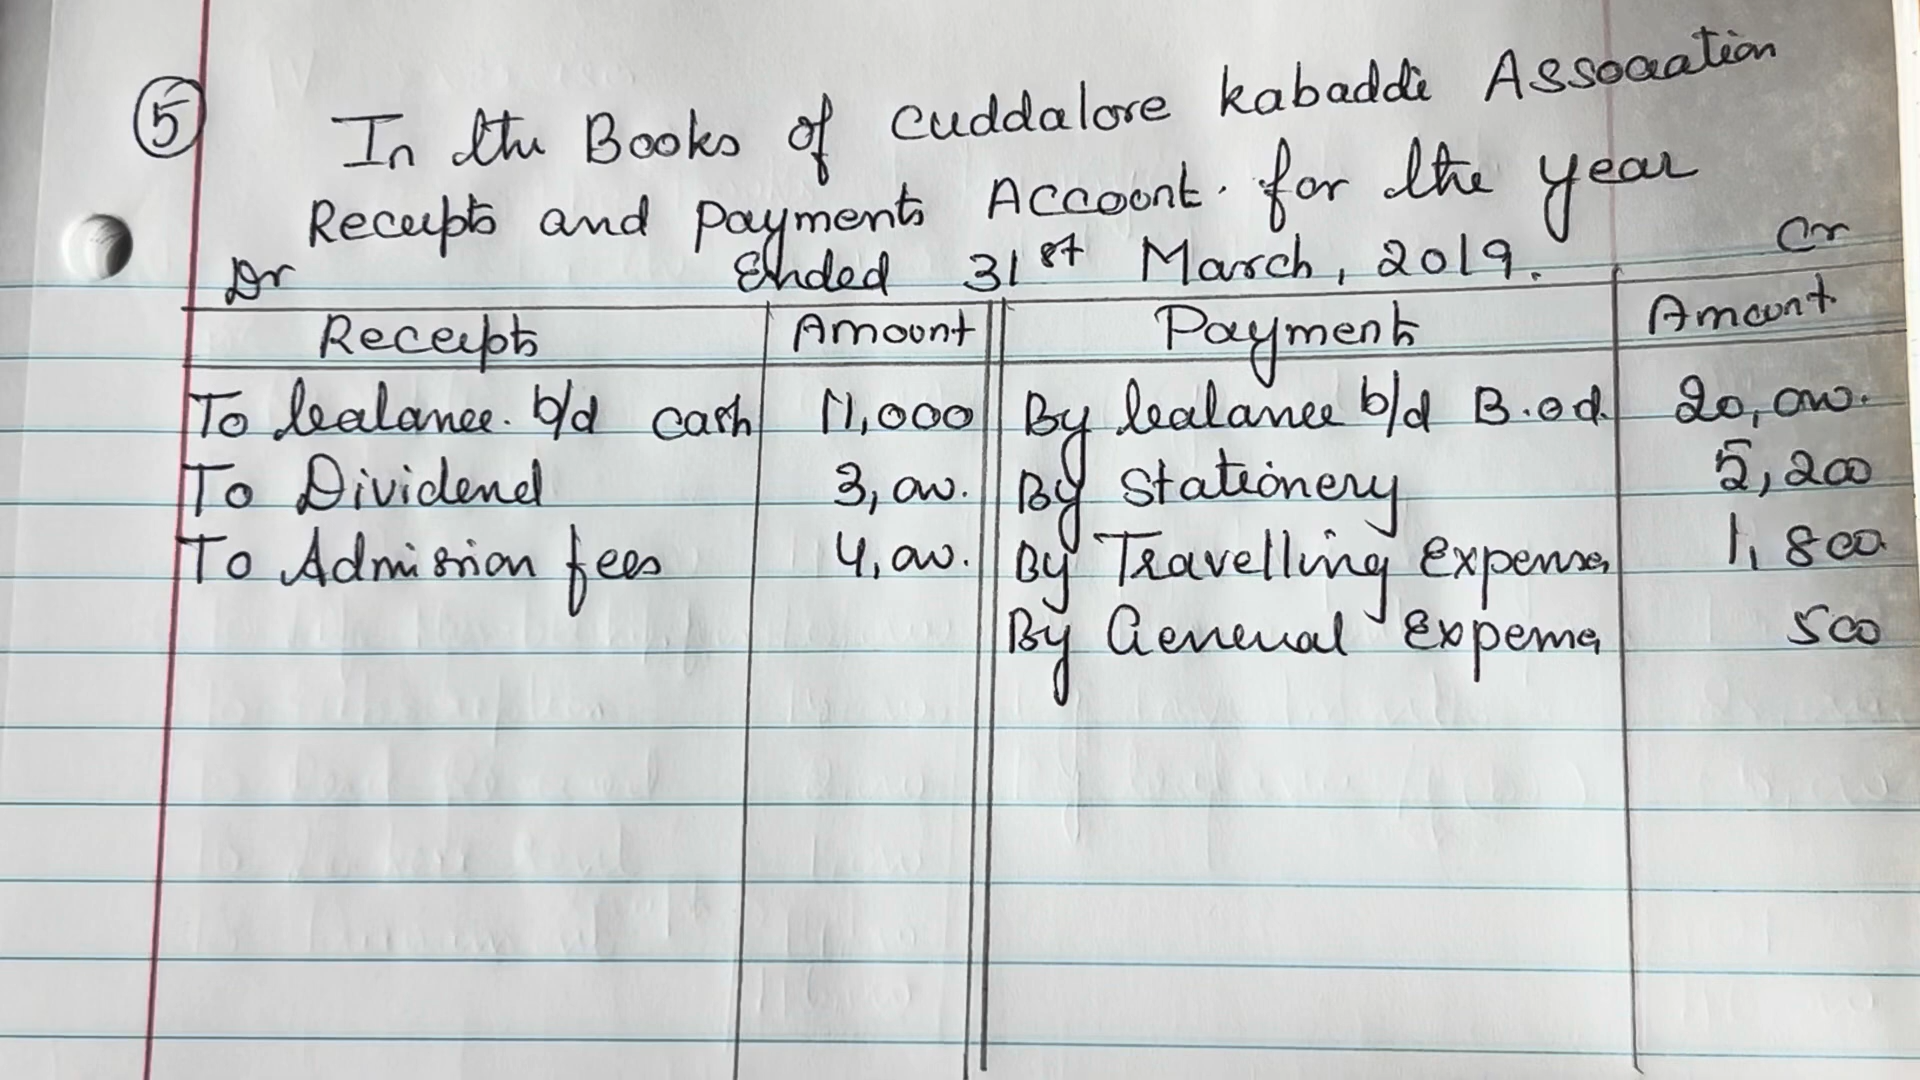 5
In the Books of Cuddalore kabaddi Association
Receipts and Payments Account. for the year
Dr Ended 31st March, 2019. Cr
Receipts Amount Payments Amount
To balance. b/d cash 11,000 By balance b/d B.od. 20,000.
To Dividend 3,000. By Stationery 5,200
To Admission fees 4,000. By Travelling Expenses 1,800
By General Expenses 500